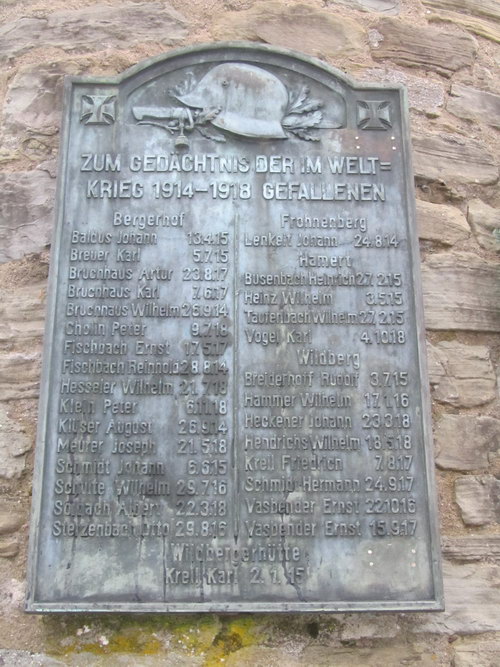 ZUM GEDÄCHTNIS DER IM WELT=
KRIEG 1914-1918 GEFALLENEN
Bergerhof
Baldus Johann 13.4.15
Breuer Karl 5.7.15
Bruchhaus Artur 23.8.17
Bruchhaus Karl 7.6.17
Bruchhaus Wilhelm 26.9.14
Cholin Peter 9.7.18
Fischbach Ernst 17.5.17
Fischbach Reinhold 28.8.14
Hesseler Wilhelm 21.7.18
Klein Peter 6.11.18
Klüser August 26.9.14
Meurer Joseph 21.5.18
Schmidt Johann 6.6.15
Schulte Wilhelm 29.7.16
Albert 22.3.18
Stelzenbach Otto 29.8.16
Frohnenberg
Lenkeit Johann 24.8.14
Hamert
Busenbach Heinrich 27.2.15
Heinz Wilhelm 3.5.15
Tautenbach Wilhelm 27.2.15
Vogel Karl 4.10.18
Wildberg
Breiderhoff Rudolf 3.7.15
Hammer Wilhelm 17.1.16
Heckener Johann 23.3.18
Hendrichs Wilhelm 18.5.18
Krell Friedrich 7.8.17
Schmidt Hermann 24.9.17
Vaspender Ernst 22.10.16
Vaspender Ernst 15.9.17
Wildbergerhütte
Krell Karl 2.1.15